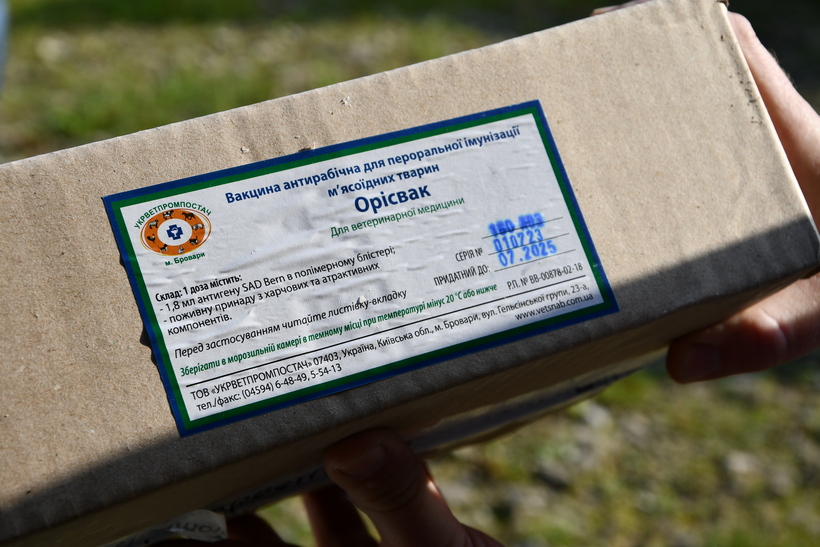 Вакцина антирабічна для пероральної імунізації
м'ясоїдних тварин
Орісвак
Для ветеринарної медицини
УКРВЕТПРОМПОСТАЧ
м. Бровари
Склад: 1 доза містить:
- 1,8 мл антигену SAD Bern в полімерному блістері;
- поживну принаду з харчових та атрактивних
компонентів.
150 доз
СЕРІЯ № 010723
ПРИДАТНИЙ ДО: 07.2025
Перед застосуванням читайте листівку-вкладку
Р.П. № ВВ-00878-02-18
Зберігати в морозильній камері в темному місці при температурі мінус 20 °С або нижче
ТОВ «УКРВЕТПРОМПОСТАЧ» 07403, Україна, Київська обл., м. Бровари, вул. Гельсінської групи, 23-а,
тел./факс: (04594) 6-48-49, 5-54-13
www.vetsnab.com.ua